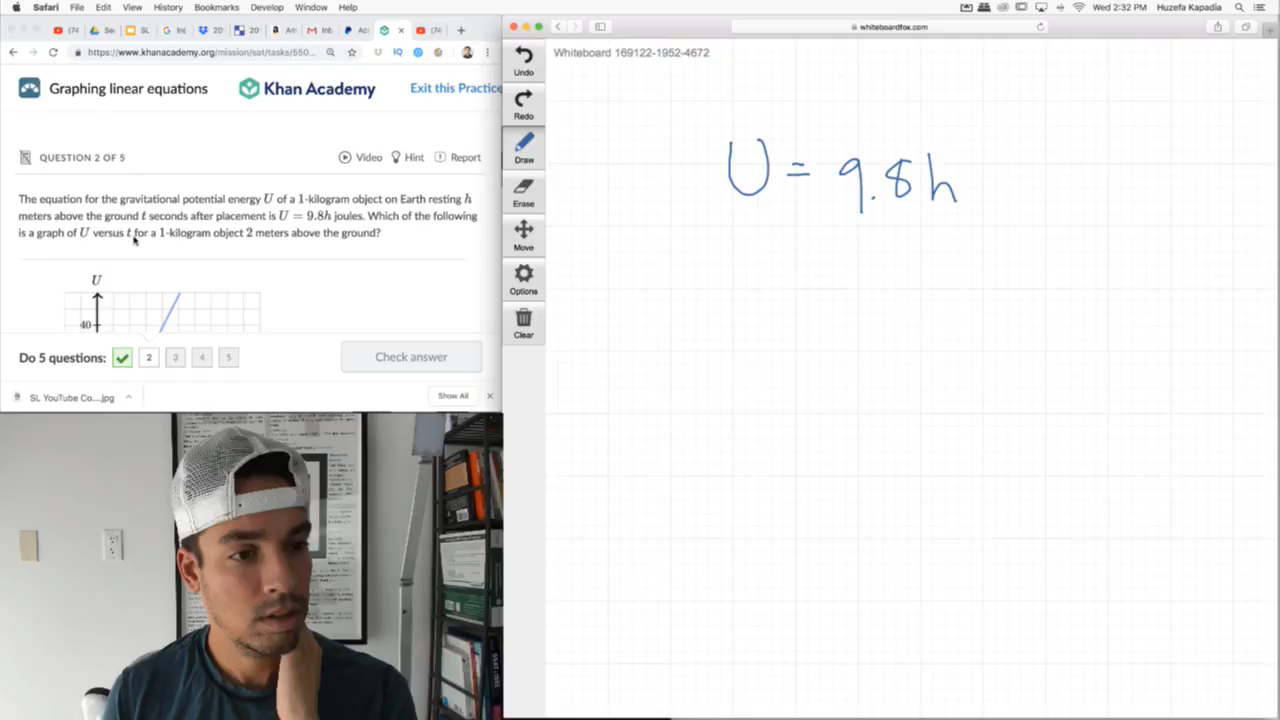 Safari File Edit View History Bookmarks Develop Window Help
Wed 2:32 PM Huzefa Kapadia
https://www.khanacademy.org/mission/sat/tasks/550...
whiteboardfox.com
Whiteboard 169122-1952-4672
Graphing linear equations
Khan Academy
Exit this Practice
QUESTION 2 OF 5
Video Hint Report
The equation for the gravitational potential energy U of a 1-kilogram object on Earth resting h
meters above the ground t seconds after placement is U = 9.8h joules. Which of the following
is a graph of U versus t for a 1-kilogram object 2 meters above the ground?
U
40
Do 5 questions: 2 3 4 5
Check answer
SL YouTube Co....jpg
Show All
Undo
Redo
Draw
Erase
Move
Options
Clear
U = 9.8h